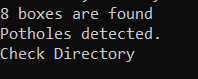 8 boxes are found
Potholes detected.
Check Directory